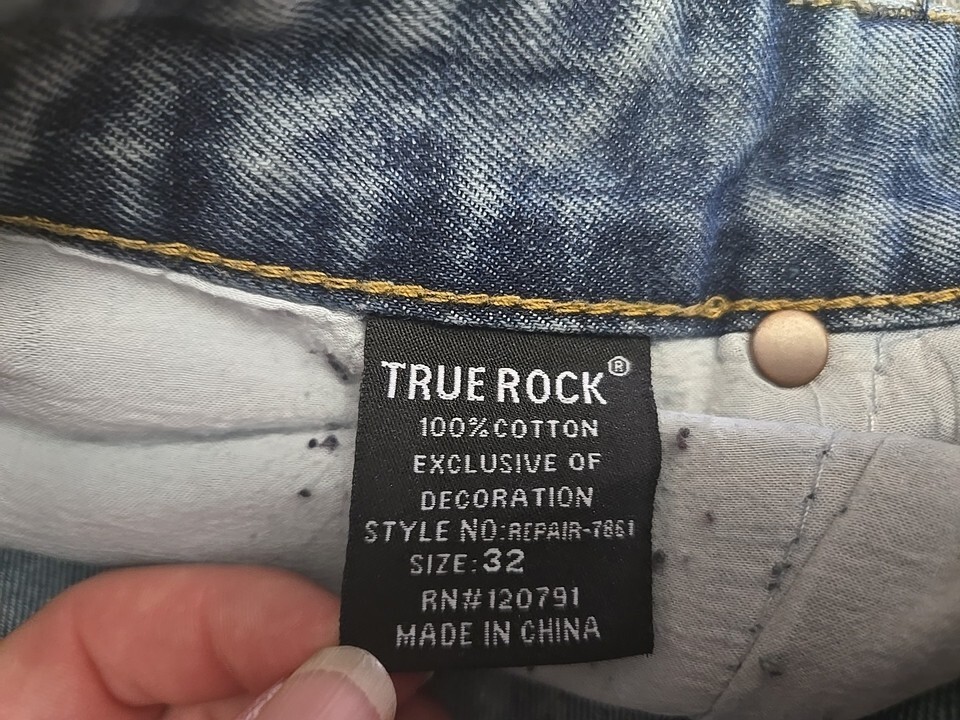 TRUE ROCK®
100% COTTON
EXCLUSIVE OF
DECORATION
STYLE NO:REPAIR-7861
SIZE:32
RN#120791
MADE IN CHINA